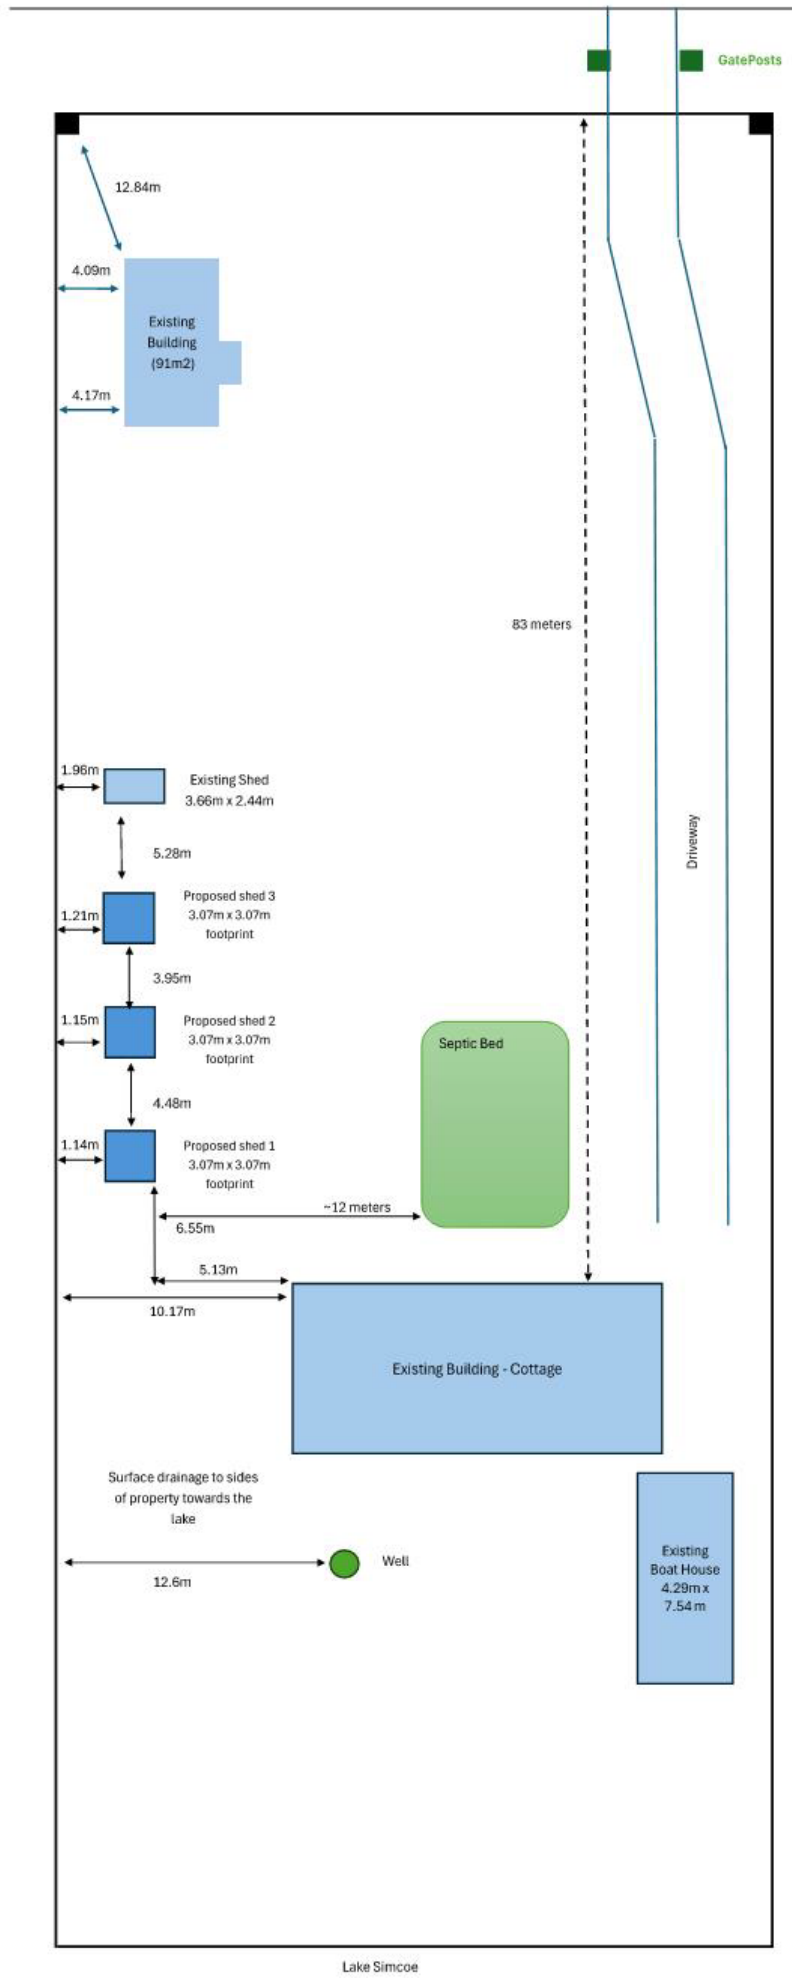 GatePosts
12.84m
4.09m
Existing
Building
(91m2)
4.17m
83 meters
1.96m
Existing Shed
3.66m x 2.44m
Driveway
5.28m
Proposed shed 3
3.07m x 3.07m
footprint
1.21m
3.95m
1.15m
Proposed shed 2
3.07m x 3.07m
footprint
Septic Bed
4.48m
1.14m
Proposed shed 1
3.07m x 3.07m
footprint
~12 meters
6.55m
5.13m
10.17m
Existing Building - Cottage
Surface drainage to sides
of property towards the
lake
Well
12.6m
Existing
Boat House
4.29m x
7.54 m
Lake Simcoe